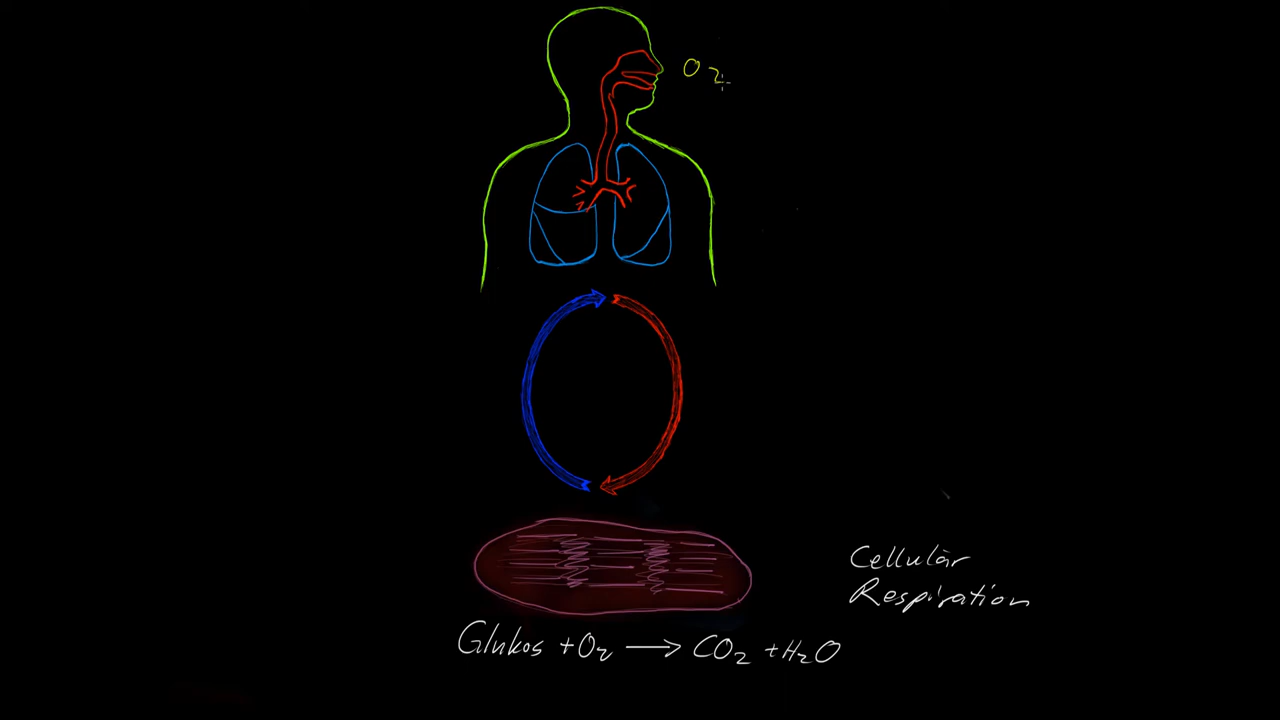 O2
Cellular
Respiration
Glukos + O2 → CO2 + H2O